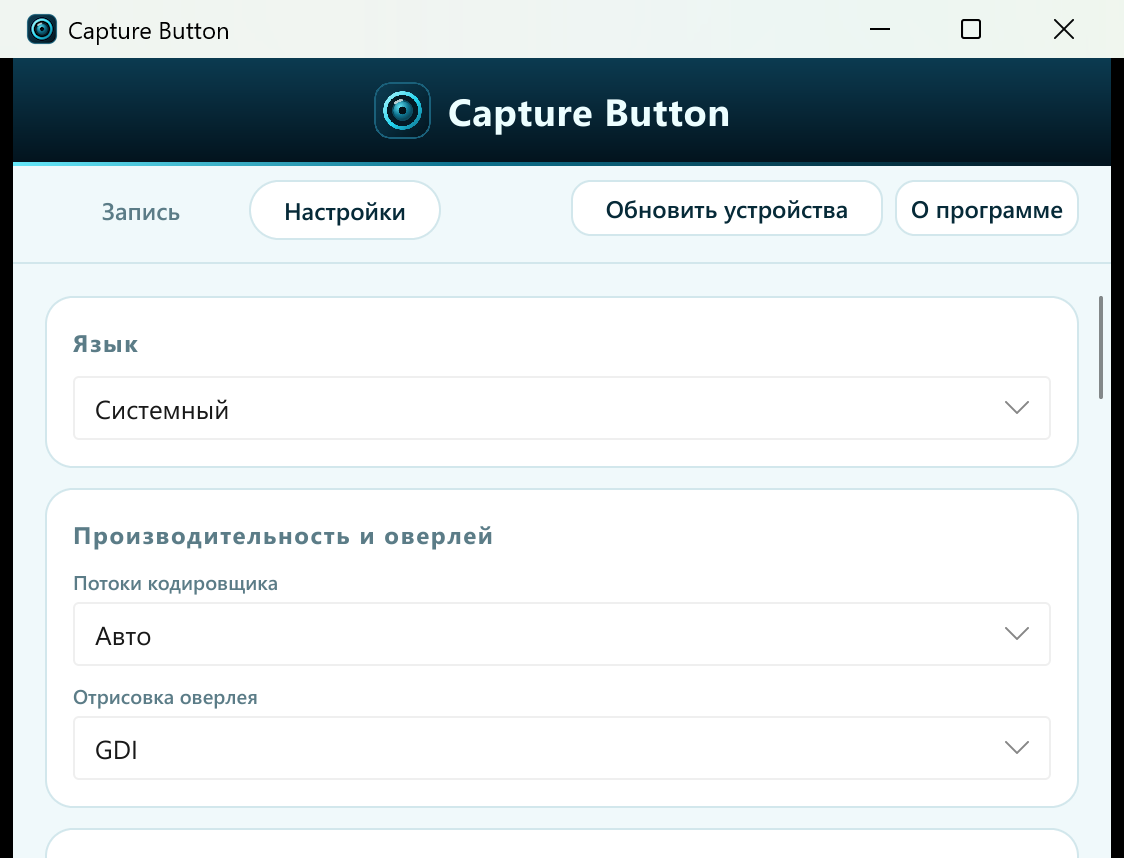 Capture Button
Capture Button
Запись
Настройки
Обновить устройства
О программе
Язык
Системный
Производительность и оверлей
Потоки кодировщика
Авто
Отрисовка оверлея
GDI